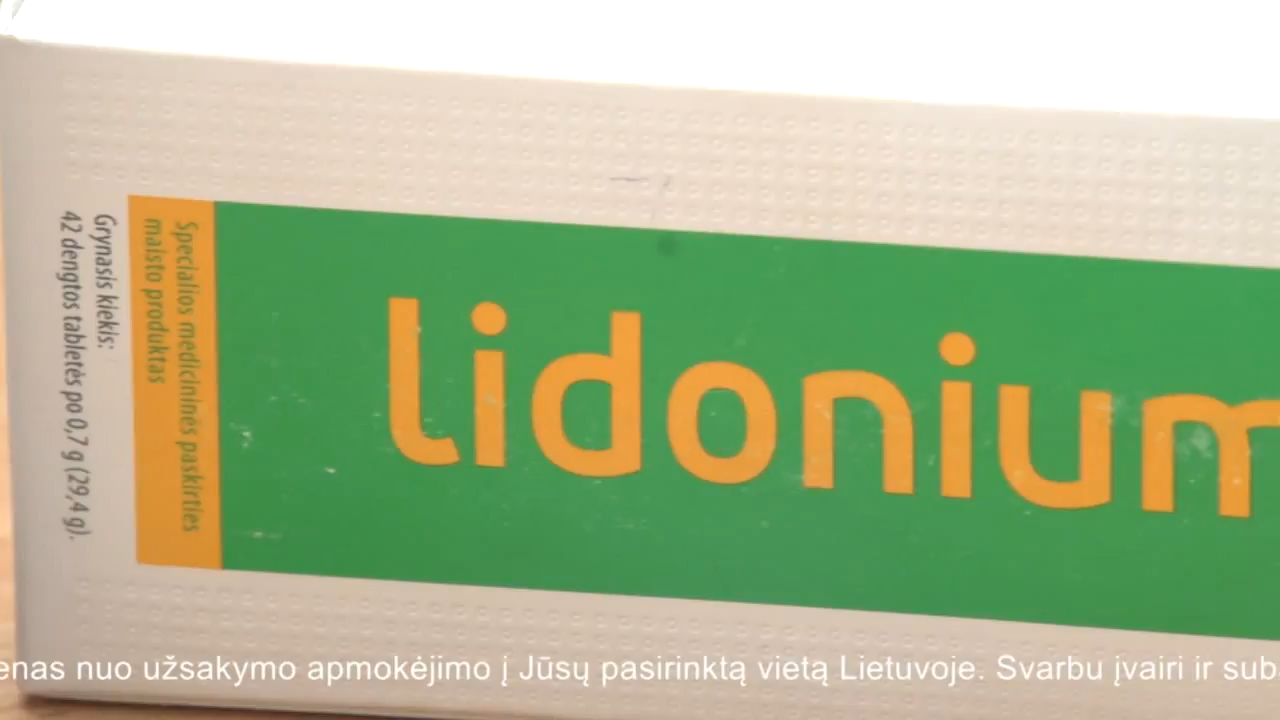 Grynasis kiekis:
42 dengtos tabletės po 0,7 g (29,4 g).
Specialios medicininės paskirties
maisto produktas
lidonium
enas nuo užsakymo apmokėjimo į Jūsų pasirinktą vietą Lietuvoje. Svarbu įvairi ir sub